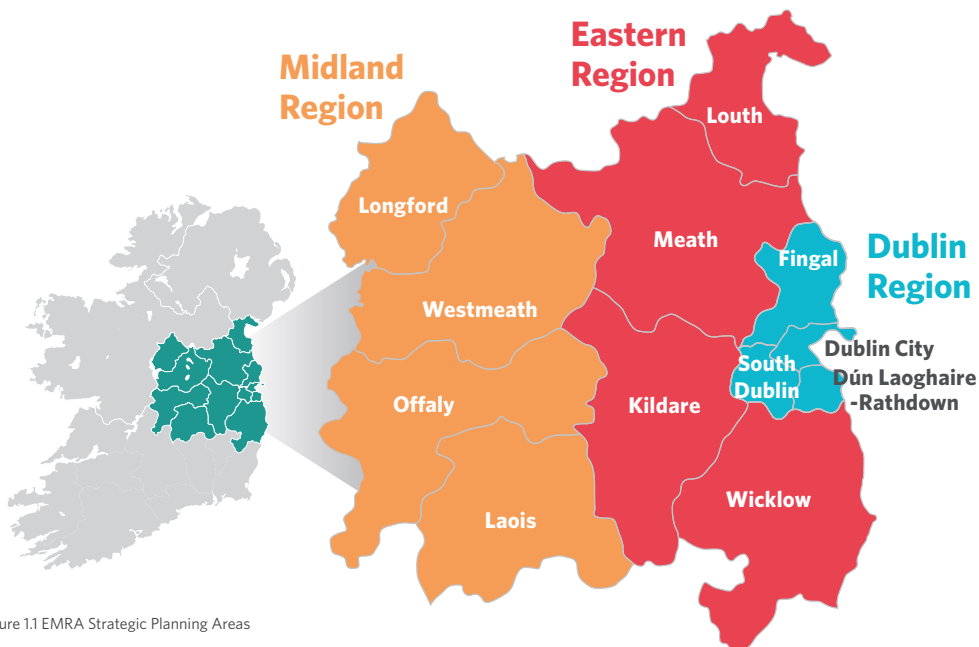 Midland
Region
Eastern
Region
Dublin
Region
Louth
Longford
Meath
Fingal
Westmeath
Dublin City
South
Dublin
Dún Laoghaire
-Rathdown
Offaly
Kildare
Wicklow
Laois
ure 1.1 EMRA Strategic Planning Areas